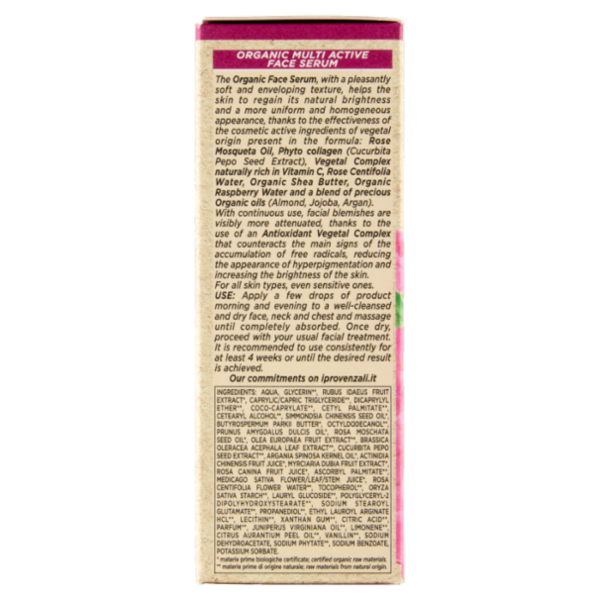 ORGANIC MULTI ACTIVE
FACE SERUM
The Organic Face Serum, with a pleasantly
soft and enveloping texture, helps the
skin to regain its natural brightness
and a more uniform and homogeneous
appearance, thanks to the effectiveness of
the cosmetic active ingredients of vegetal
origin present in the formula: Rose
Mosqueta Oil, Phyto collagen (Cucurbita
Pepo Seed Extract), Vegetal Complex
naturally rich in Vitamin C, Rose Centifolia
Water, Organic Shea Butter, Organic
Raspberry Water and a blend of precious
Organic oils (Almond, Jojoba, Argan).
With continuous use, facial blemishes are
visibly more attenuated, thanks to the
use of an Antioxidant Vegetal Complex
that counteracts the main signs of the
accumulation of free radicals, reducing
the appearance of hyperpigmentation and
increasing the brightness of the skin.
For all skin types, even sensitive ones.
USE: Apply a few drops of product
morning and evening to a well-cleansed
and dry face, neck and chest and massage
until completely absorbed. Once dry,
proceed with your usual facial treatment.
It is recommended to use consistently for
at least 4 weeks or until the desired result
is achieved.
Our commitments on iprovenzali.it
INGREDIENTS: AQUA, GLYCERIN**, RUBUS IDAEUS FRUIT
EXTRACT*, CAPRYLIC/CAPRIC TRIGLYCERIDE**, DICAPRYLYL
ETHER**, COCO-CAPRYLATE**, CETYL PALMITATE**,
CETEARYL ALCOHOL**, SIMMONDSIA CHINENSIS SEED OIL*,
BUTYROSPERMUM PARKII BUTTER*, OCTYLDODECANOL**,
PRUNUS AMYGDALUS DULCIS OIL*, ROSA MOSCHATA
SEED OIL*, OLEA EUROPAEA FRUIT EXTRACT**, BRASSICA
OLERACEA ACEPHALA LEAF EXTRACT**, CUCURBITA PEPO
SEED EXTRACT**, ARGANIA SPINOSA KERNEL OIL*, ACTINIDIA
CHINENSIS FRUIT JUICE*, MYRCIARIA DUBIA FRUIT EXTRACT*,
ROSA CANINA FRUIT JUICE*, ASCORBYL PALMITATE**,
MEDICAGO SATIVA FLOWER/LEAF/STEM JUICE*, ROSA
CENTIFOLIA FLOWER WATER**, TOCOPHEROL**, ORYZA
SATIVA STARCH**, LAURYL GLUCOSIDE**, POLYGLYCERYL-2
DIPOLYHYDROXYSTEARATE**, SODIUM STEAROYL
GLUTAMATE**, PROPANEDIOL**, ETHYL LAUROYL ARGINATE
HCL**, LECITHIN**, XANTHAN GUM**, CITRIC ACID**,
PARFUM**, JUNIPERUS VIRGINIANA OIL**, LIMONENE**,
CITRUS AURANTIUM PEEL OIL**, VANILLIN**, SODIUM
DEHYDROACETATE, SODIUM PHYTATE**, SODIUM BENZOATE,
POTASSIUM SORBATE.
* materie prime biologiche certificate; certified organic raw materials.
** materie prime di origine naturale; raw materials from natural origin.